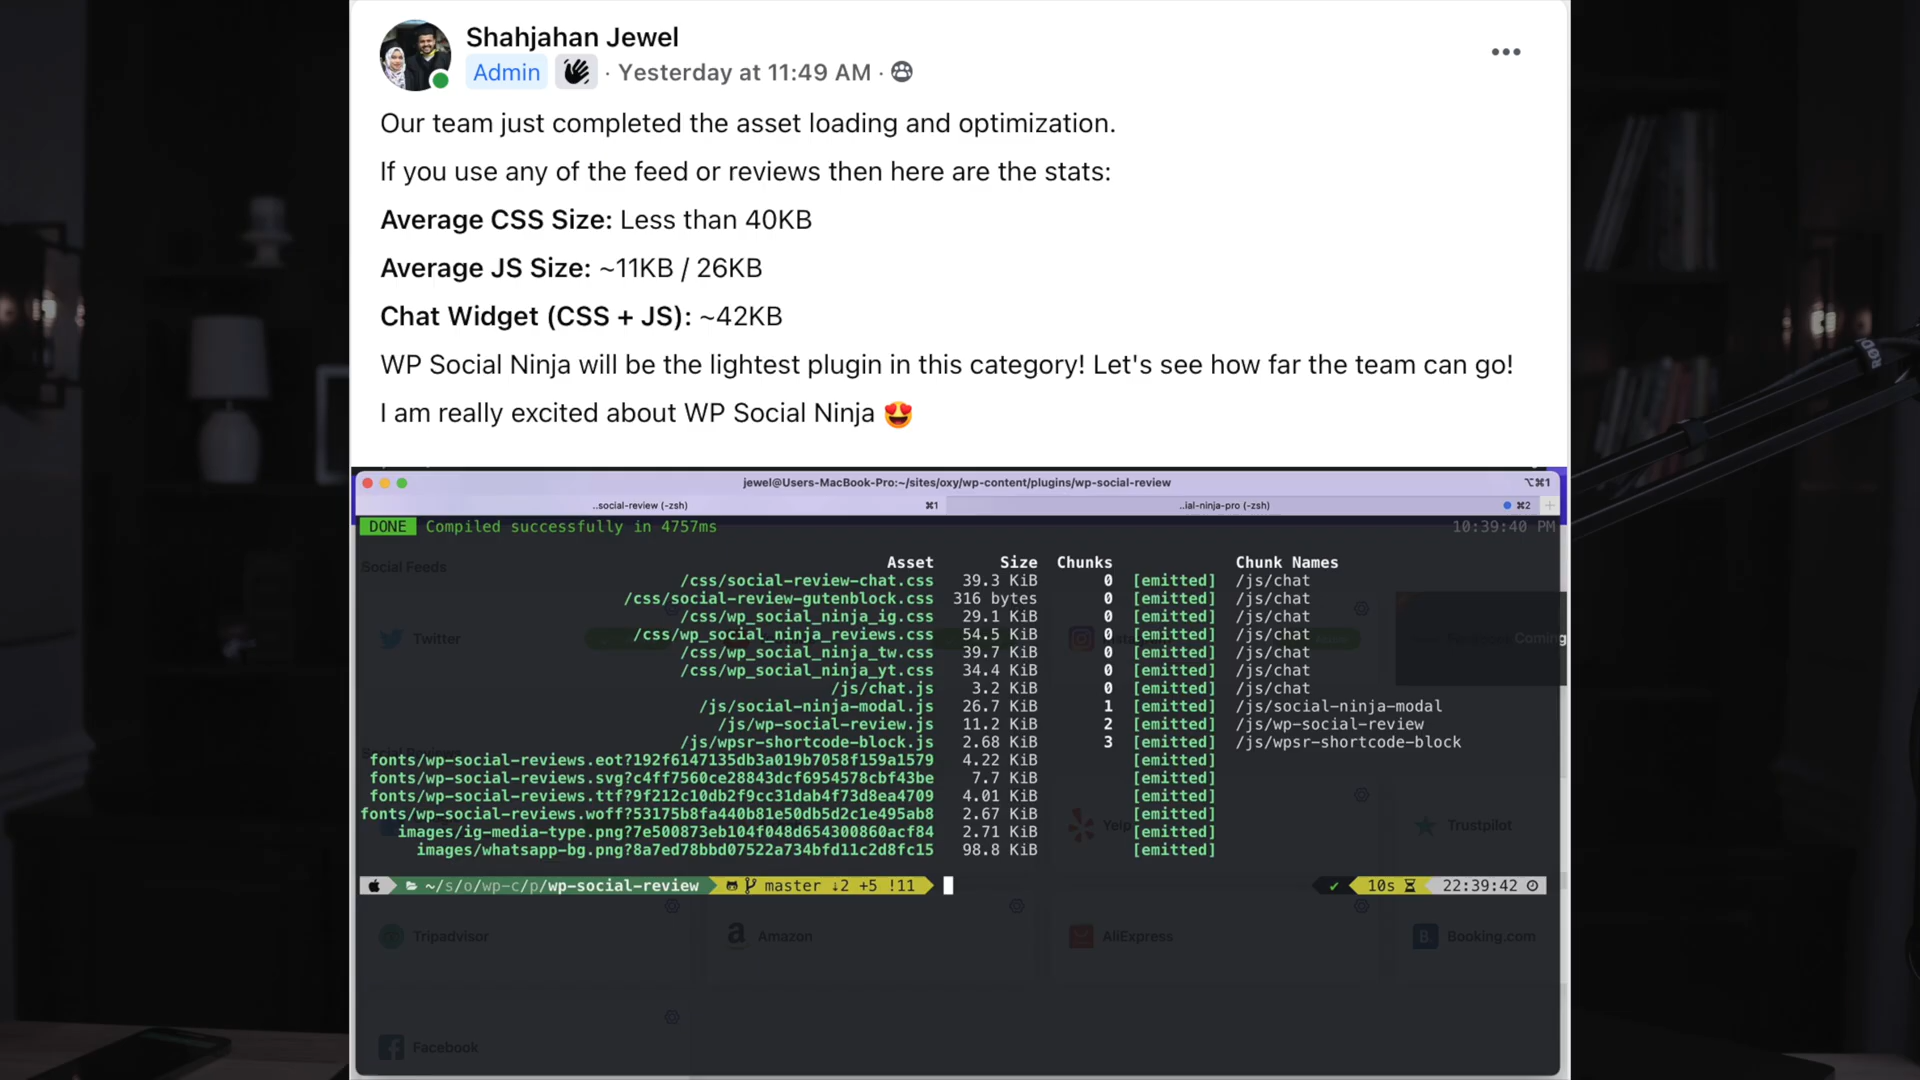 Shahjahan Jewel
Admin · Yesterday at 11:49 AM ·
Our team just completed the asset loading and optimization.
If you use any of the feed or reviews then here are the stats:
Average CSS Size: Less than 40KB
Average JS Size: ~11KB / 26KB
Chat Widget (CSS + JS): ~42KB
WP Social Ninja will be the lightest plugin in this category! Let's see how far the team can go!
I am really excited about WP Social Ninja 😍
jewel@Users-MacBook-Pro:~/sites/oxy/wp-content/plugins/wp-social-review ⌥⌘1
..social-review (-zsh) ⌘1 ..ial-ninja-pro (-zsh) ⌘2
DONE Compiled successfully in 4757ms 10:39:40 PM
Asset Size Chunks Chunk Names
Social Feeds
/css/social-review-chat.css 39.3 KiB 0 [emitted] /js/chat
/css/social-review-gutenblock.css 316 bytes 0 [emitted] /js/chat
/css/wp_social_ninja_ig.css 29.1 KiB 0 [emitted] /js/chat
/css/wp_social_ninja_reviews.css 54.5 KiB 0 [emitted] /js/chat
Twitter Coming
/css/wp_social_ninja_tw.css 39.7 KiB 0 [emitted] /js/chat
/css/wp_social_ninja_yt.css 34.4 KiB 0 [emitted] /js/chat
/js/chat.js 3.2 KiB 0 [emitted] /js/chat
/js/social-ninja-modal.js 26.7 KiB 1 [emitted] /js/social-ninja-modal
/js/wp-social-review.js 11.2 KiB 2 [emitted] /js/wp-social-review
/js/wpsr-shortcode-block.js 2.68 KiB 3 [emitted] /js/wpsr-shortcode-block
Social Reviews
fonts/wp-social-reviews.eot?192f6147135db3a019b7058f159a1579 4.22 KiB [emitted]
fonts/wp-social-reviews.svg?c4ff7560ce28843dcf6954578cbf43be 7.7 KiB [emitted]
fonts/wp-social-reviews.ttf?9f212c10db2f9cc31dab4f73d8ea4709 4.01 KiB [emitted]
fonts/wp-social-reviews.woff?53175b8fa440b81e50db5d2c1e495ab8 2.67 KiB [emitted]
Yelp Trustpilot
images/ig-media-type.png?7e500873eb104f048d654300860acf84 2.71 KiB [emitted]
images/whatsapp-bg.png?8a7ed78bbd07522a734bfd11c2d8fc15 98.8 KiB [emitted]
~/s/o/wp-c/p/wp-social-review master ↓2 +5 !11 ✓ 10s 22:39:42
Tripadvisor Amazon AliExpress Booking.com
Facebook